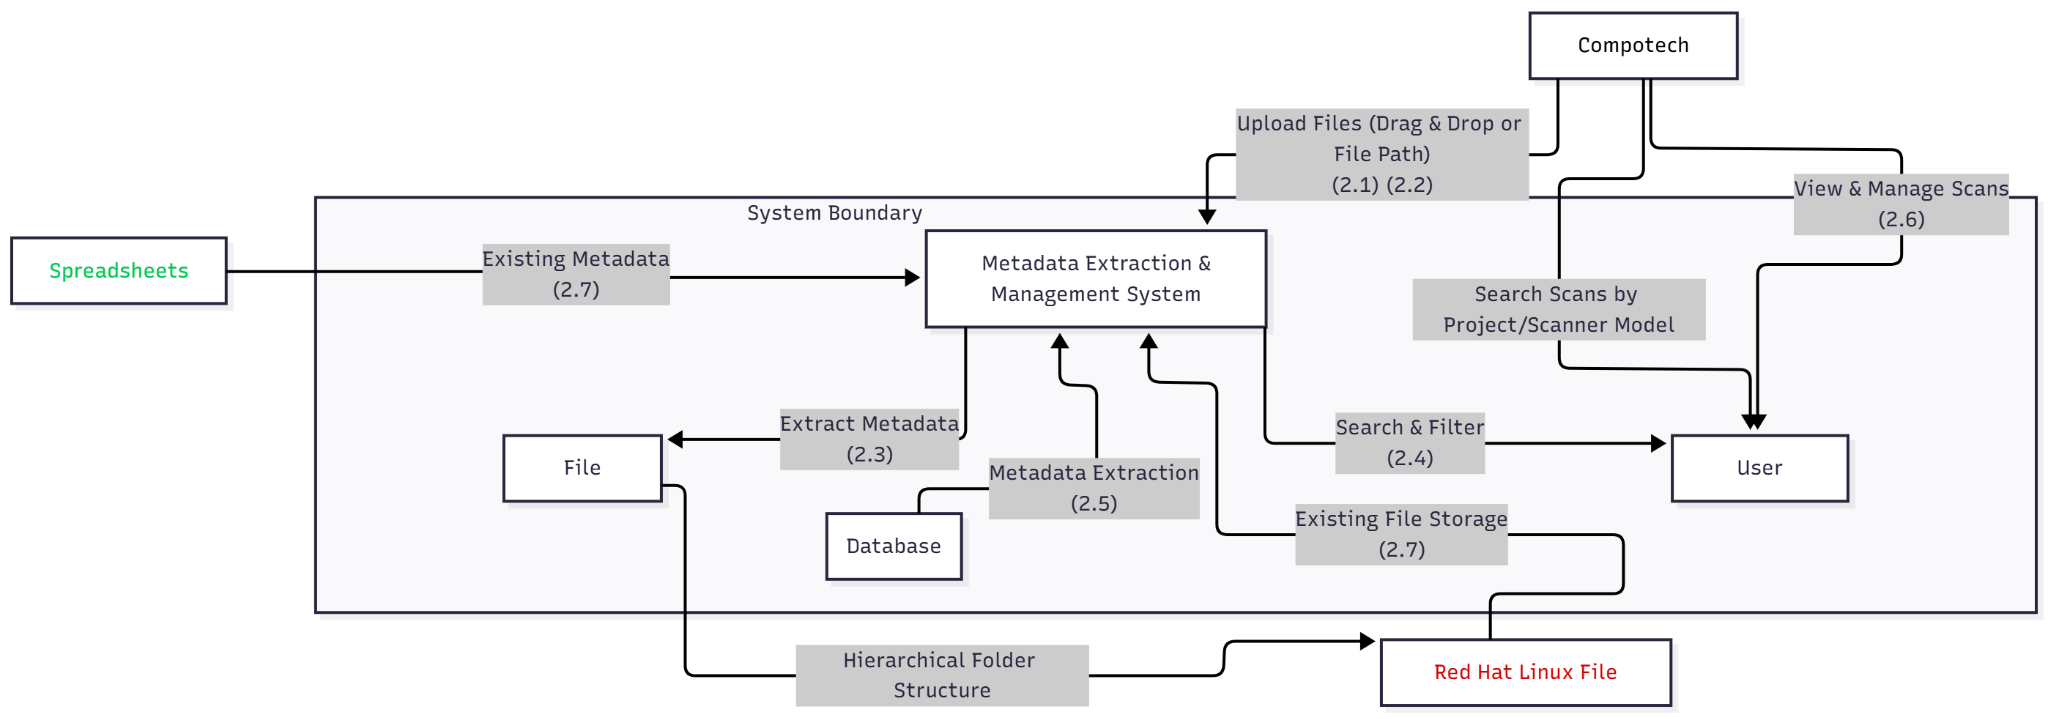 Compotech
Upload Files (Drag & Drop or
File Path)
(2.1) (2.2)
View & Manage Scans
(2.6)
System Boundary
Spreadsheets
Existing Metadata
(2.7)
Metadata Extraction &
Management System
Search Scans by
Project/Scanner Model
Extract Metadata
(2.3)
Search & Filter
(2.4)
File
Metadata Extraction
(2.5)
User
Existing File Storage
(2.7)
Database
Hierarchical Folder
Structure
Red Hat Linux File